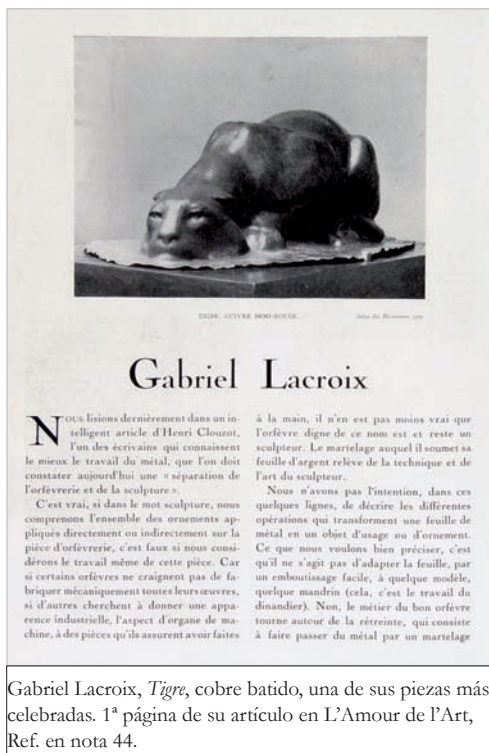 TIGRE, CUIVRE DEMI-ROUGE.
Salon des
Gabriel Lacroix
NOUS lisions dernièrement dans un in-
telligent article d'Henri Clouzot,
l'un des écrivains qui connaissent
le mieux le travail du métal, que l'on doit
constater aujourd'hui une « séparation de
l'orfèvrerie et de la sculpture ».
C'est vrai, si dans le mot sculpture, nous
comprenons l'ensemble des ornements ap-
pliqués directement ou indirectement sur la
pièce d'orfèvrerie, c'est faux si nous consi-
dérons le travail même de cette pièce. Car
si certains orfèvres ne craignent pas de fa-
briquer mécaniquement toutes leurs œuvres,
si d'autres cherchent à donner une appa-
rence industrielle, l'aspect d'organe de ma-
chine, à des pièces qu'ils assurent avoir faites
à la main, il n'en est pas moins vrai que
l'orfèvre digne de ce nom est et reste un
sculpteur. Le martelage auquel il soumet sa
feuille d'argent relève de la technique et de
l'art du sculpteur.
Nous n'avons pas l'intention, dans ces
quelques lignes, de décrire les différentes
opérations qui transforment une feuille de
métal en un objet d'usage ou d'ornement.
Ce que nous voulons bien préciser, c'est
qu'il ne s'agit pas d'adapter la feuille, par
un emboutissage facile, à quelque modèle,
quelque mandrin (cela, c'est le travail du
dinandier). Non, le métier du bon orfèvre
tourne autour de la rétreinte, qui consiste
à faire passer du métal par un martelage
Gabriel Lacroix, Tigre, cobre batido, una de sus piezas más
celebradas. 1ª página de su artículo en L'Amour de l'Art,
Ref. en nota 44.